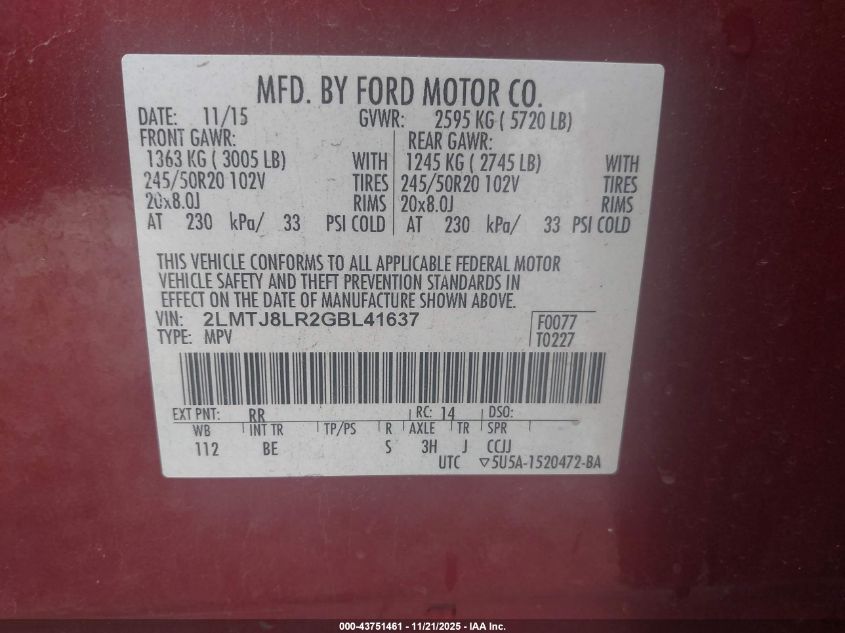 MFD. BY FORD MOTOR CO.
DATE: 11/15 GVWR: 2595 KG ( 5720 LB)
FRONT GAWR: REAR GAWR:
1363 KG ( 3005 LB) WITH 1245 KG ( 2745 LB) WITH
245/50R20 102V TIRES 245/50R20 102V TIRES
20x8.0J RIMS 20x8.0J RIMS
AT 230 kPa/ 33 PSI COLD AT 230 kPa/ 33 PSI COLD
THIS VEHICLE CONFORMS TO ALL APPLICABLE FEDERAL MOTOR
VEHICLE SAFETY AND THEFT PREVENTION STANDARDS IN
EFFECT ON THE DATE OF MANUFACTURE SHOWN ABOVE.
VIN: 2LMTJ8LR2GBL41637 F0077
TYPE: MPV T0227
EXT PNT: RR RC: 14 DSO:
WB INT TR TP/PS R AXLE TR SPR
112 BE S 3H J CCJJ
UTC ▽5U5A-1520472-BA
000-43751461 - 11/21/2025 - IAA Inc.